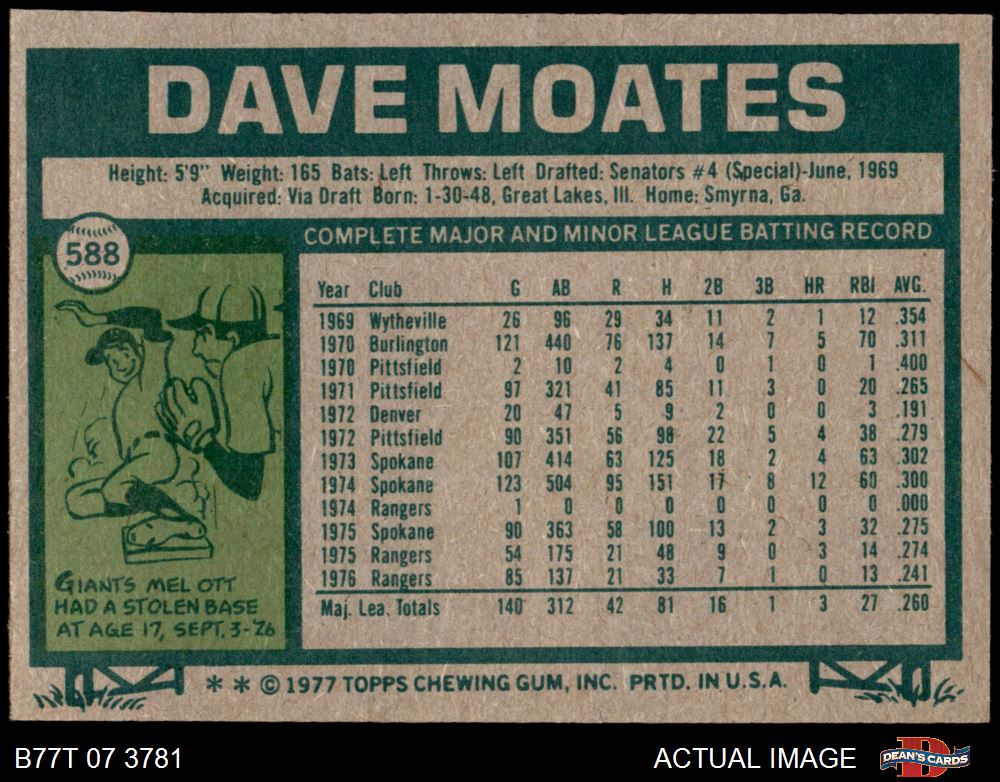 DAVE MOATES
Height: 5'9" Weight: 165 Bats: Left Throws: Left Drafted: Senators #4 (Special)-June, 1969
Acquired: Via Draft Born: 1-30-48, Great Lakes, Ill. Home: Smyrna, Ga.
588
COMPLETE MAJOR AND MINOR LEAGUE BATTING RECORD
Year Club G AB R H 2B 3B HR RBI AVG.
1969 Wytheville 26 96 29 34 11 2 1 12 .354
1970 Burlington 121 440 76 137 14 7 5 70 .311
1970 Pittsfield 2 10 2 4 0 1 0 1 .400
1971 Pittsfield 97 321 41 85 11 3 0 20 .265
1972 Denver 20 47 5 9 2 0 0 3 .191
1972 Pittsfield 90 351 56 98 22 5 4 38 .279
1973 Spokane 107 414 63 125 18 2 4 63 .302
1974 Spokane 123 504 95 151 17 8 12 60 .300
1974 Rangers 1 0 0 0 0 0 0 0 .000
1975 Spokane 90 363 58 100 13 2 3 32 .275
1975 Rangers 54 175 21 48 9 0 3 14 .274
1976 Rangers 85 137 21 33 7 1 0 13 .241
Maj. Lea. Totals 140 312 42 81 16 1 3 27 .260
GIANTS MEL OTT
HAD A STOLEN BASE
AT AGE 17, SEPT. 3-'26
* * © 1977 TOPPS CHEWING GUM, INC. PRTD. IN U.S.A.
B77T 07 3781
ACTUAL IMAGE
DEAN'S CARDS